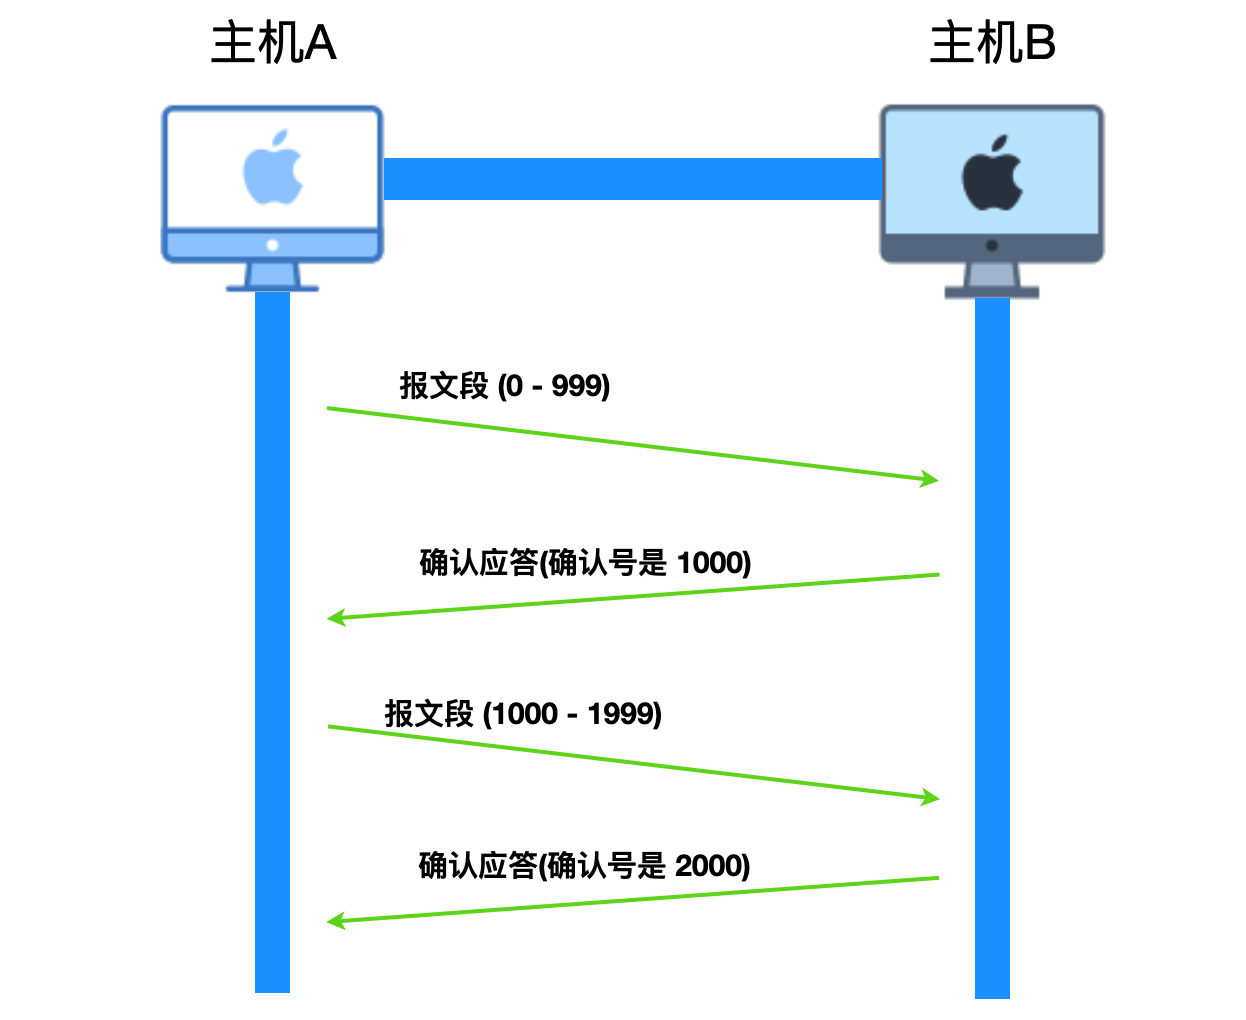 主机A
主机B
报文段 (0 - 999)
确认应答(确认号是 1000)
报文段 (1000 - 1999)
确认应答(确认号是 2000)